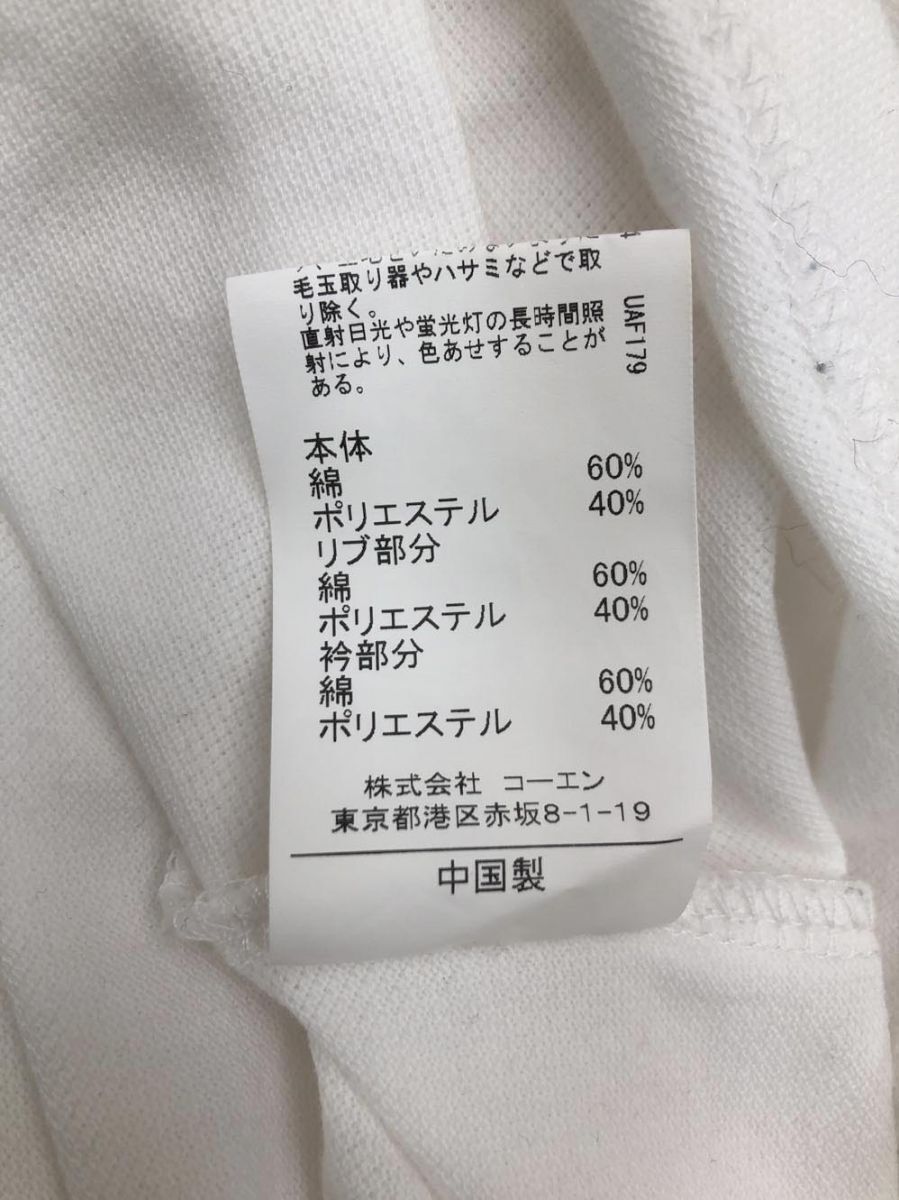 毛玉取り器やハサミなどで取
り除く。
直射日光や蛍光灯の長時間照
射により、色あせすることが
ある。
UAF179
本体
綿 60%
ポリエステル 40%
リブ部分
綿 60%
ポリエステル 40%
衿部分
綿 60%
ポリエステル 40%
株式会社 コーエン
東京都港区赤坂8-1-19
中国製